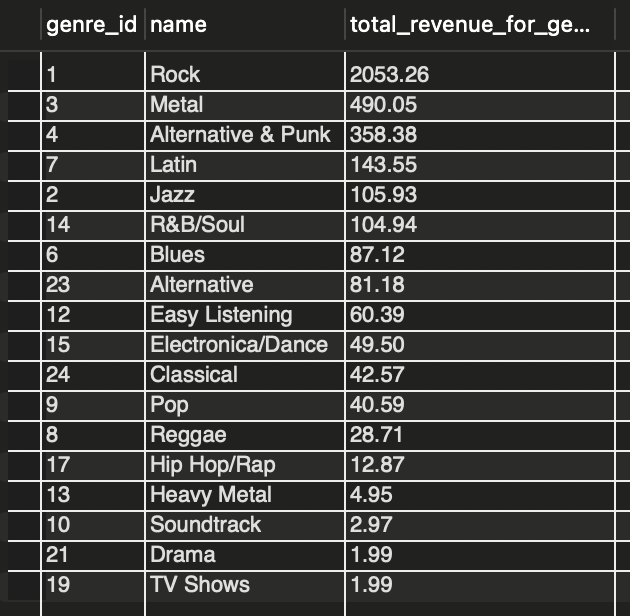 genre_id name total_revenue_for_ge...
1 Rock 2053.26
3 Metal 490.05
4 Alternative & Punk 358.38
7 Latin 143.55
2 Jazz 105.93
14 R&B/Soul 104.94
6 Blues 87.12
23 Alternative 81.18
12 Easy Listening 60.39
15 Electronica/Dance 49.50
24 Classical 42.57
9 Pop 40.59
8 Reggae 28.71
17 Hip Hop/Rap 12.87
13 Heavy Metal 4.95
10 Soundtrack 2.97
21 Drama 1.99
19 TV Shows 1.99